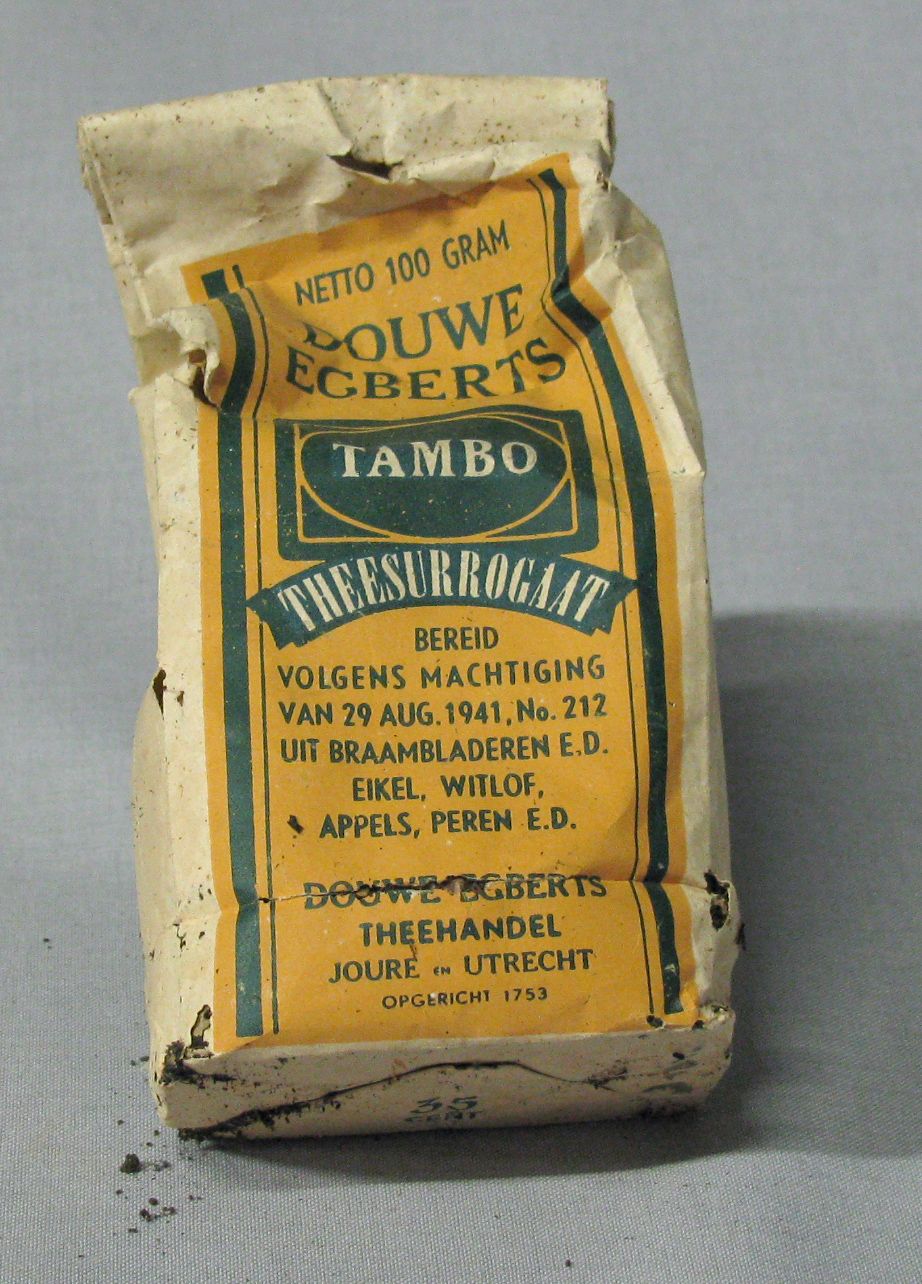 NETTO 100 GRAM
DOUWE
EGBERTS
TAMBO
THEESURROGAAT
BEREID
VOLGENS MACHTIGING
VAN 29 AUG. 1941, No. 212
UIT BRAAMBLADEREN E.D.
EIKEL, WITLOF,
APPELS, PEREN E.D.
DOUWE EGBERTS
THEEHANDEL
JOURE EN UTRECHT
OPGERICHT 1753
35
CENT